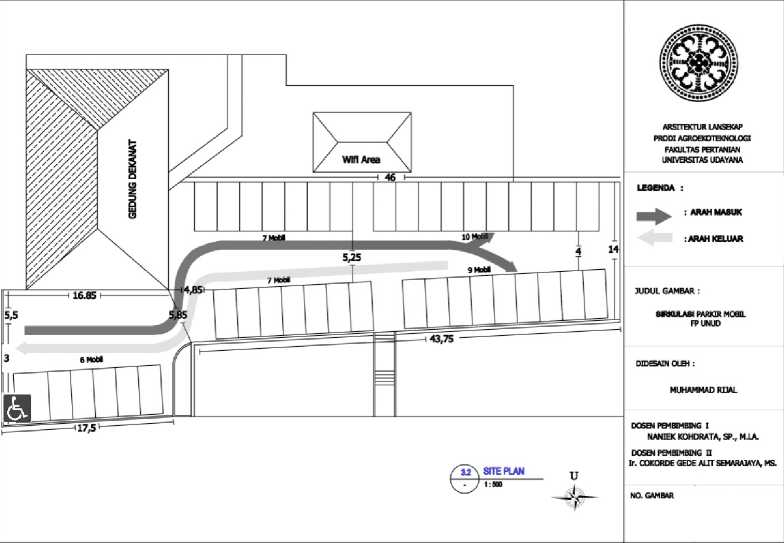 GEDUNG DEKANAT
Wifi Area
46
7 Mobil
10 Mobil
5,25
4
14
9 Mobil
7 Mobil
16.85
4,85
5,5
5,85
3
43,75
6 Mobil
17,5
3.2
SITE PLAN
-
1 : 500
U
ARSITEKTUR LANSEKAP
PRODI AGROEKOTEKNOLOGI
FAKULTAS PERTANIAN
UNIVERSITAS UDAYANA
LEGENDA :
: ARAH MASUK
: ARAH KELUAR
JUDUL GAMBAR :
SIRKULASI PARKIR MOBIL
FP UNUD
DIDESAIN OLEH :
MUHAMMAD RIJAL
DOSEN PEMBIMBING I
NANIEK KOHDRATA, SP., M.LA.
DOSEN PEMBIMBING II
Ir. COKORDE GEDE ALIT SEMARAJAYA, MS.
NO. GAMBAR